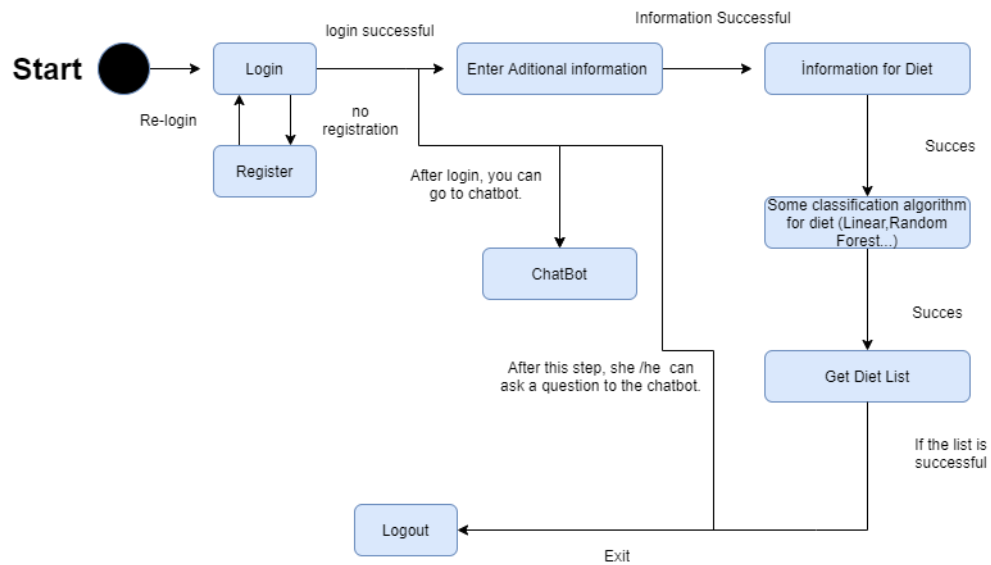 Information Successful
login successful
Start
Login
Enter Aditional information
İnformation for Diet
Re-login
no
registration
Succes
Register
After login, you can
go to chatbot.
Some classification algorithm
for diet (Linear,Random
Forest...)
ChatBot
Succes
After this step, she /he  can
ask a question to the chatbot.
Get Diet List
If the list is
successful
Logout
Exit